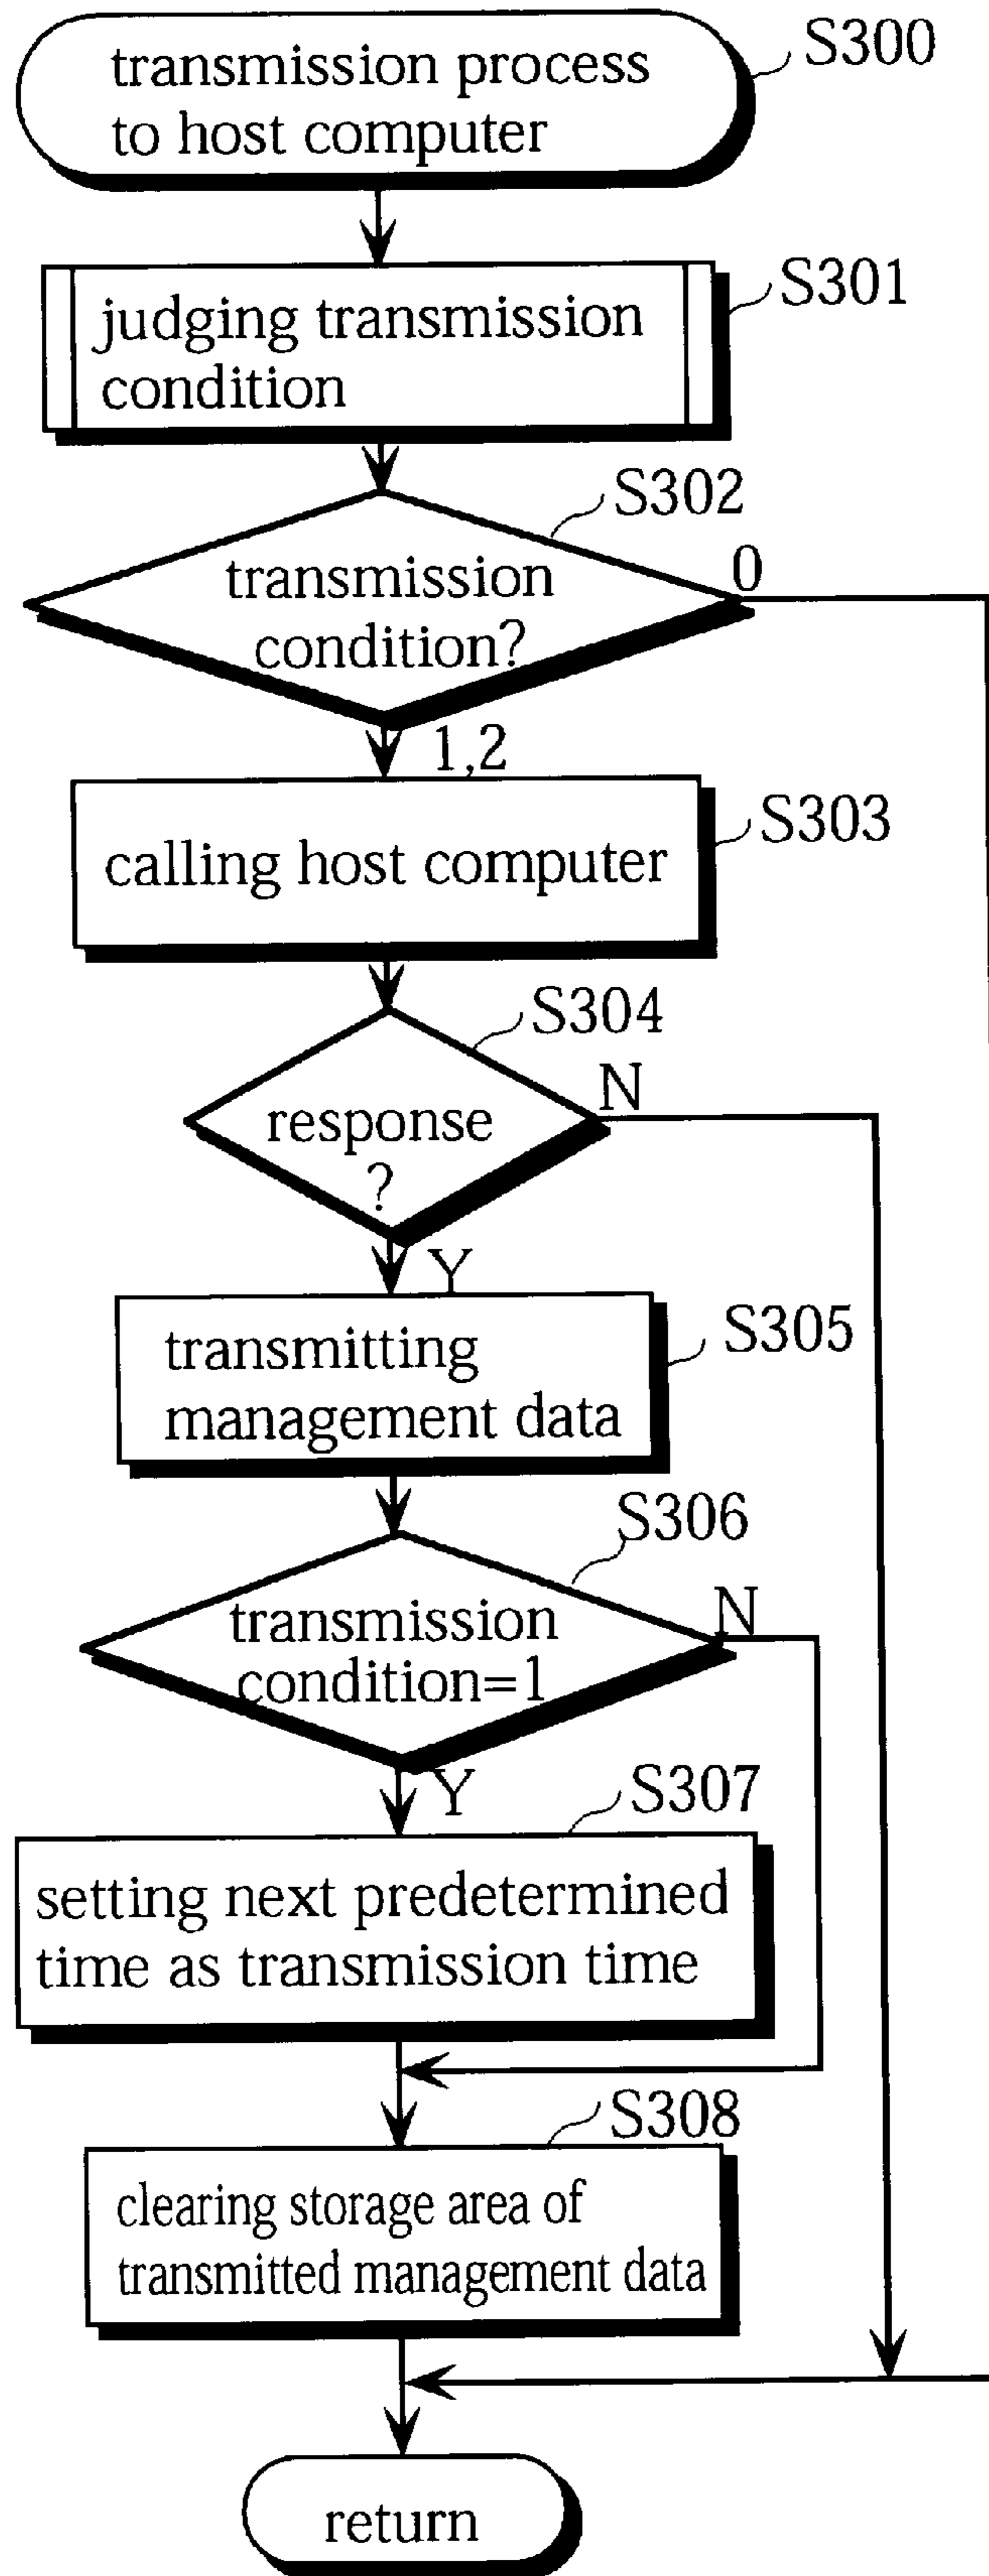 transmission process
to host computer
S300
judging transmission
condition
S301
S302
transmission
condition?
0
1,2
calling host computer
S303
S304
response
?
N
Y
transmitting
management data
S305
S306
transmission
condition=1
N
Y
S307
setting next predetermined
time as transmission time
S308
clearing storage area of
transmitted management data
return